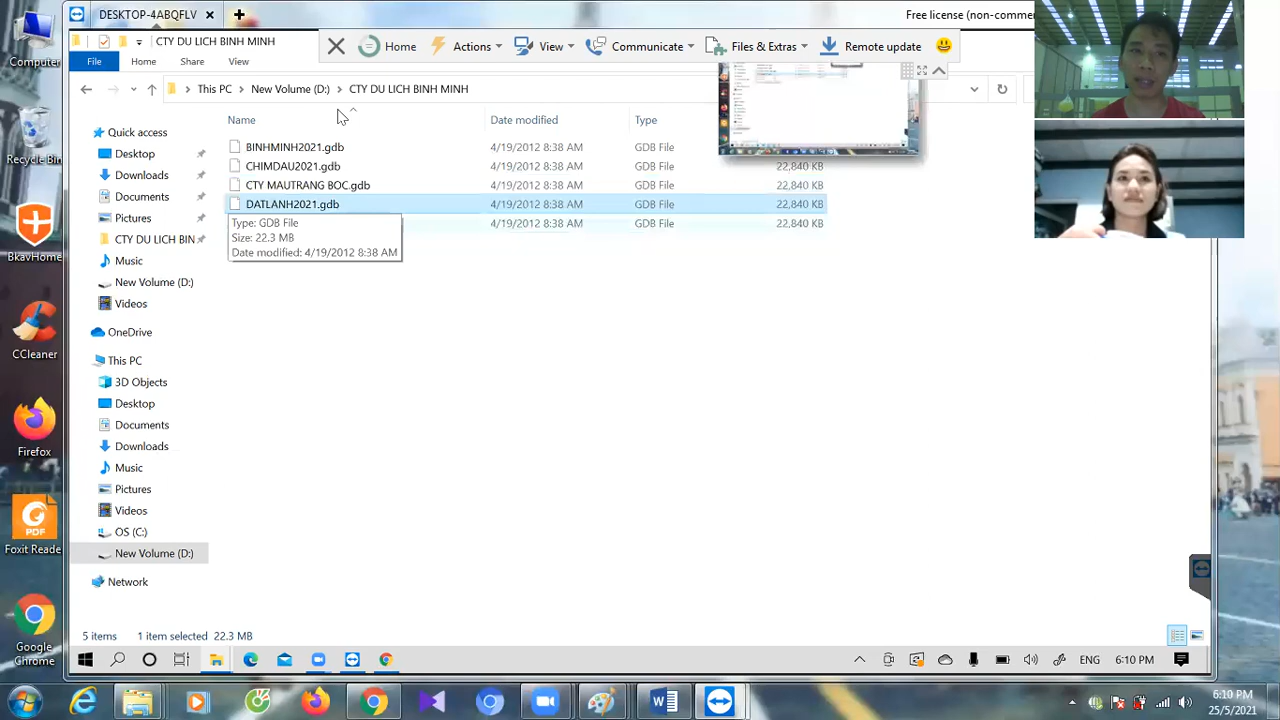 DESKTOP-4ABQFLV
Free license (non-comme
CTY DU LICH BINH MINH
Home
Actions
View
Communicate
Files & Extras
Remote update
File
Home
Share
View
This PC
New Volume (D:)
CTY DU LICH BINH MINH
Name
Date modified
Type
BINHMINH2021.gdb 4/19/2012 8:38 AM GDB File
CHIMDAU2021.gdb 4/19/2012 8:38 AM GDB File 22,840 KB
CTY MAUTRANG BOC.gdb 4/19/2012 8:38 AM GDB File 22,840 KB
DATLANH2021.gdb 4/19/2012 8:38 AM GDB File 22,840 KB
4/19/2012 8:38 AM GDB File 22,840 KB
Type: GDB File
Size: 22.3 MB
Date modified: 4/19/2012 8:38 AM
Quick access
Desktop
Downloads
Documents
Pictures
CTY DU LICH BIN
Music
New Volume (D:)
Videos
OneDrive
This PC
3D Objects
Desktop
Documents
Downloads
Music
Pictures
Videos
OS (C:)
New Volume (D:)
Network
5 items
1 item selected 22.3 MB
Computer
Recycle Bin
BkavHome
CCleaner
Firefox
PDF
Foxit Reade
Google
Chrome
ENG
6:10 PM
6:10 PM
25/5/2021